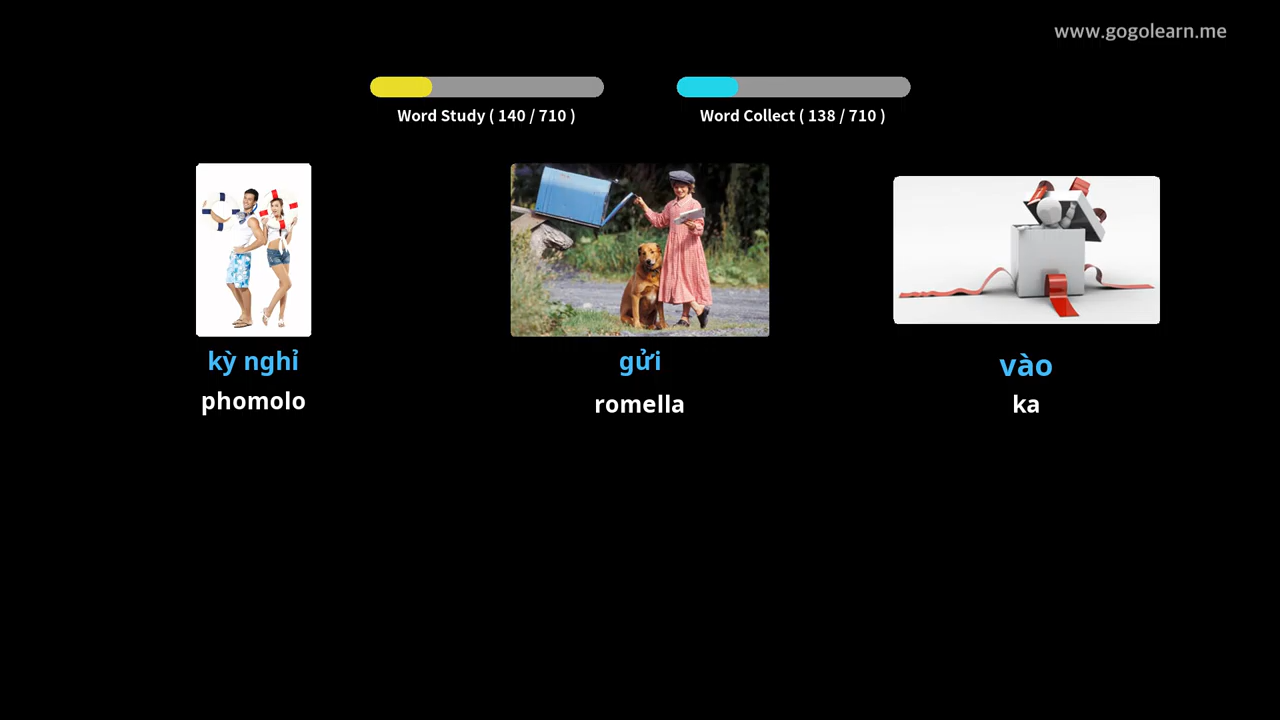 www.gogolearn.me
Word Study ( 140 / 710 )
Word Collect ( 138 / 710 )
kỳ nghỉ
gửi
vào
phomolo
romella
ka